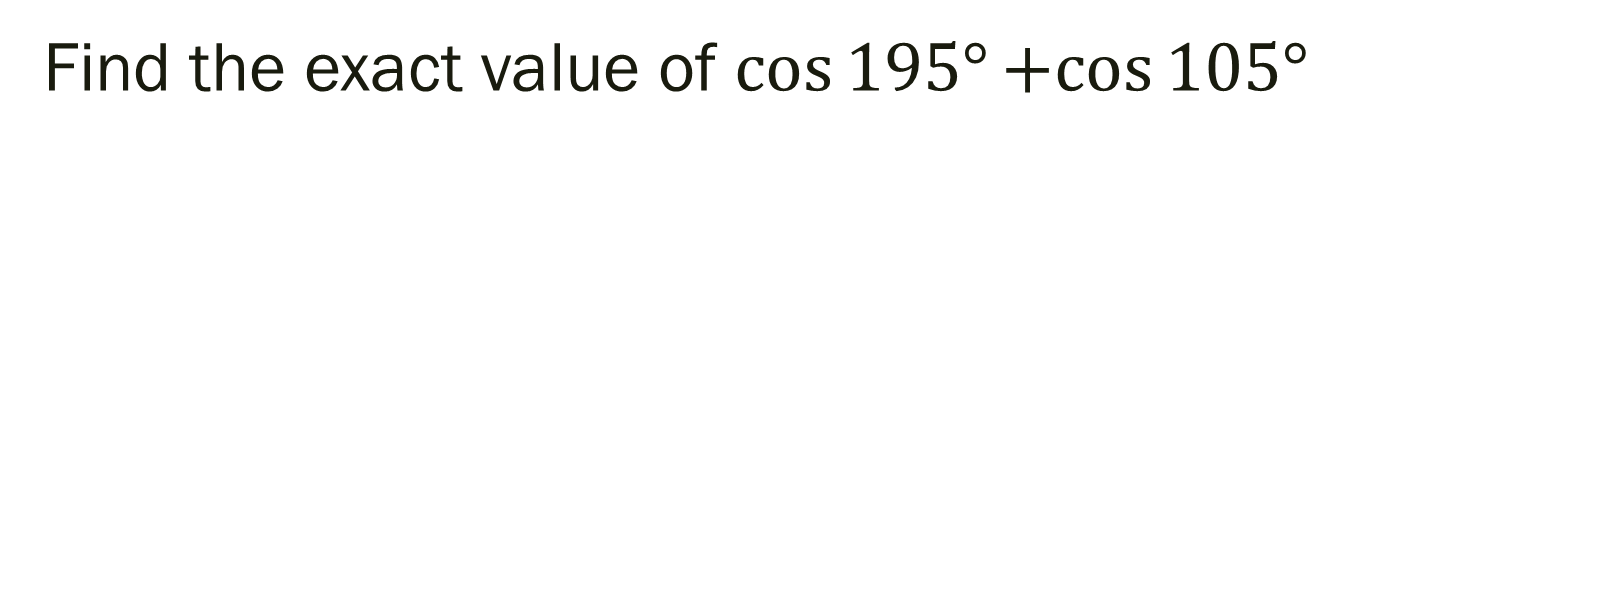 Find the exact value of cos 195° +cos 105°